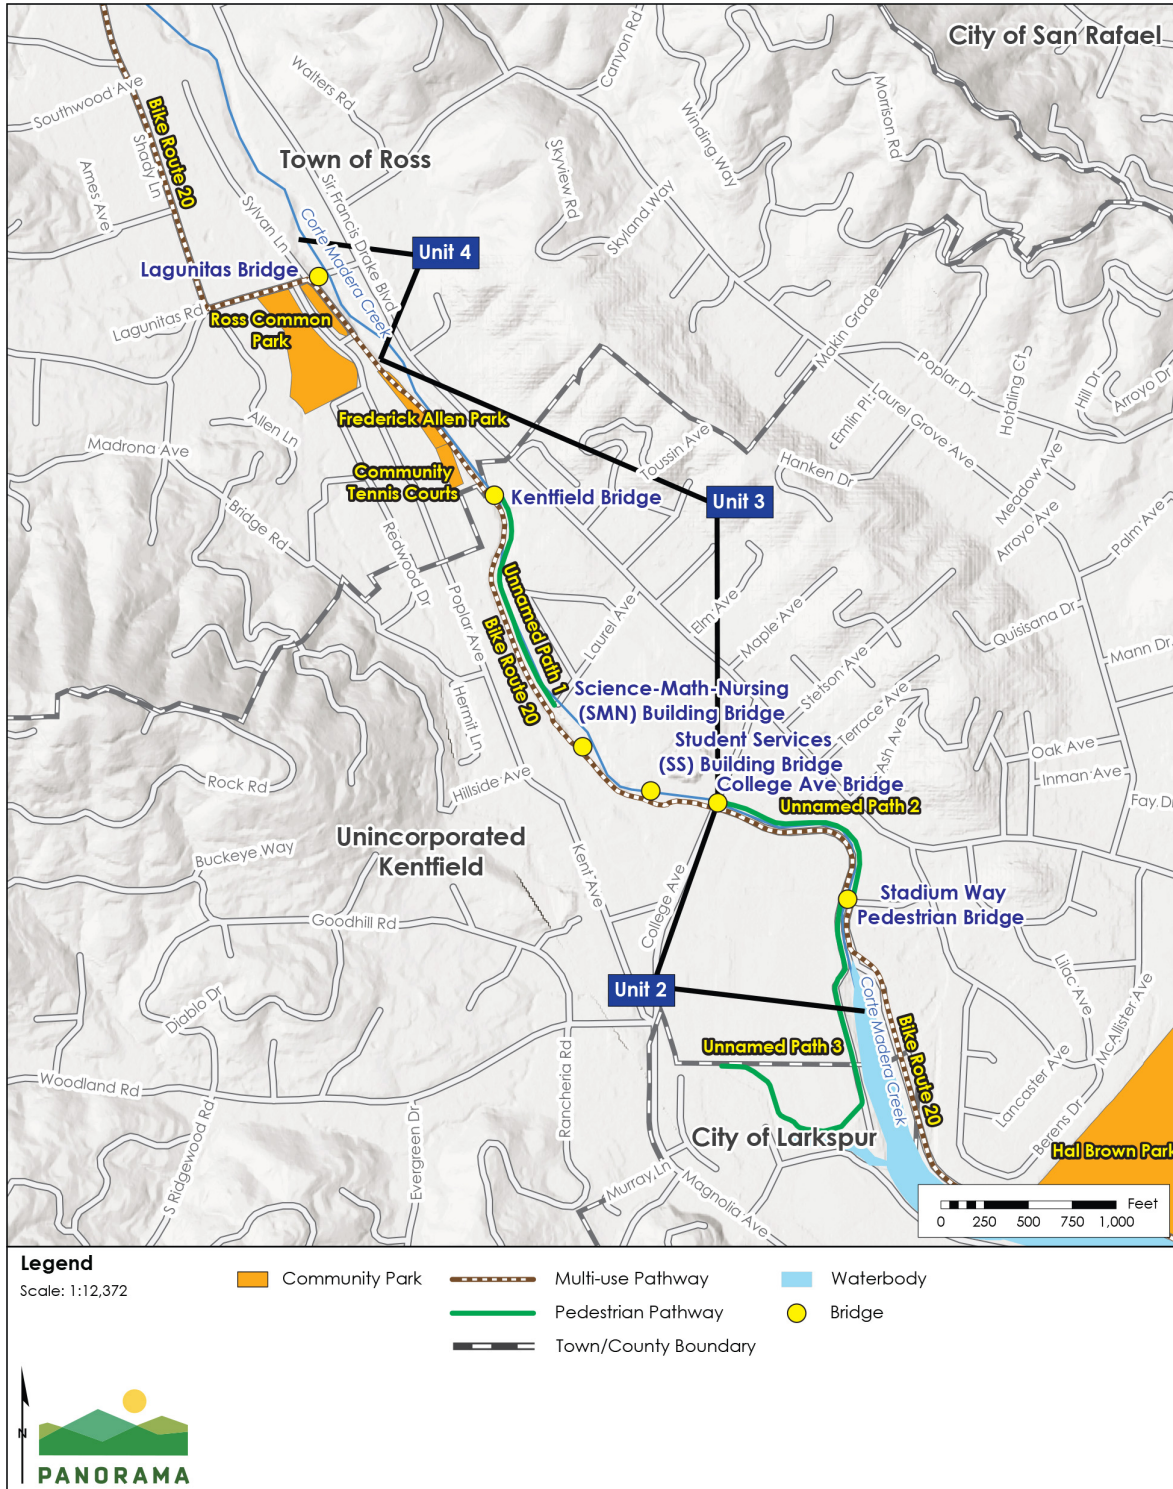 City of San Rafael
Canyon Rd
Walters Rd
Southwood Ave
Bike Route 20
Shady Ln
Morrison Rd
Winding Way
Town of Ross
Skyview Rd
Ames Ave
Sylvan Ln
Sir Francis Drake Blvd
Skyland Way
Corte Madera Creek
Unit 4
Lagunitas Bridge
Lagunitas Rd
Ross Common
Park
Makin Grade
Poplar Dr
Hotaling Ct
Hill Dr
Arroyo Dr
Laurel Grove Ave
Emlin Pl
Allen Ln
Frederick Allen Park
Madrona Ave
Toussin Ave
Hanken Dr
Meadow Ave
Community
Tennis Courts
Kentfield Bridge
Unit 3
Bridge Rd
Arroyo Ave
Palm Ave
Redwood Dr
Poplar Ave
Unnamed Path 1
Bike Route 20
Laurel Ave
Elm Ave
Maple Ave
Quisisana Dr
Mann Dr
Stetson Ave
Terrace Ave
Science-Math-Nursing
(SMN) Building Bridge
Hermit Ln
Student Services
(SS) Building Bridge
Ash Ave
Oak Ave
Inman Ave
Rock Rd
Hillside Ave
College Ave Bridge
Unnamed Path 2
Fay Dr
Unincorporated
Kentfield
Buckeye Way
Kent Ave
College Ave
Stadium Way
Pedestrian Bridge
Goodhill Rd
Lilac Ave
McAllister Ave
Unit 2
Diablo Dr
Corte Madera Creek
Bike Route 20
Unnamed Path 3
Woodland Rd
Rancheria Rd
Lancaster Ave
Berens Dr
S Ridgewood Rd
Evergreen Dr
City of Larkspur
Hal Brown Park
Murray Ln
Magnolia Ave
Feet
0 250 500 750 1,000
Legend
Scale: 1:12,372
Community Park
Multi-use Pathway
Waterbody
Pedestrian Pathway
Bridge
Town/County Boundary
N
PANORAMA